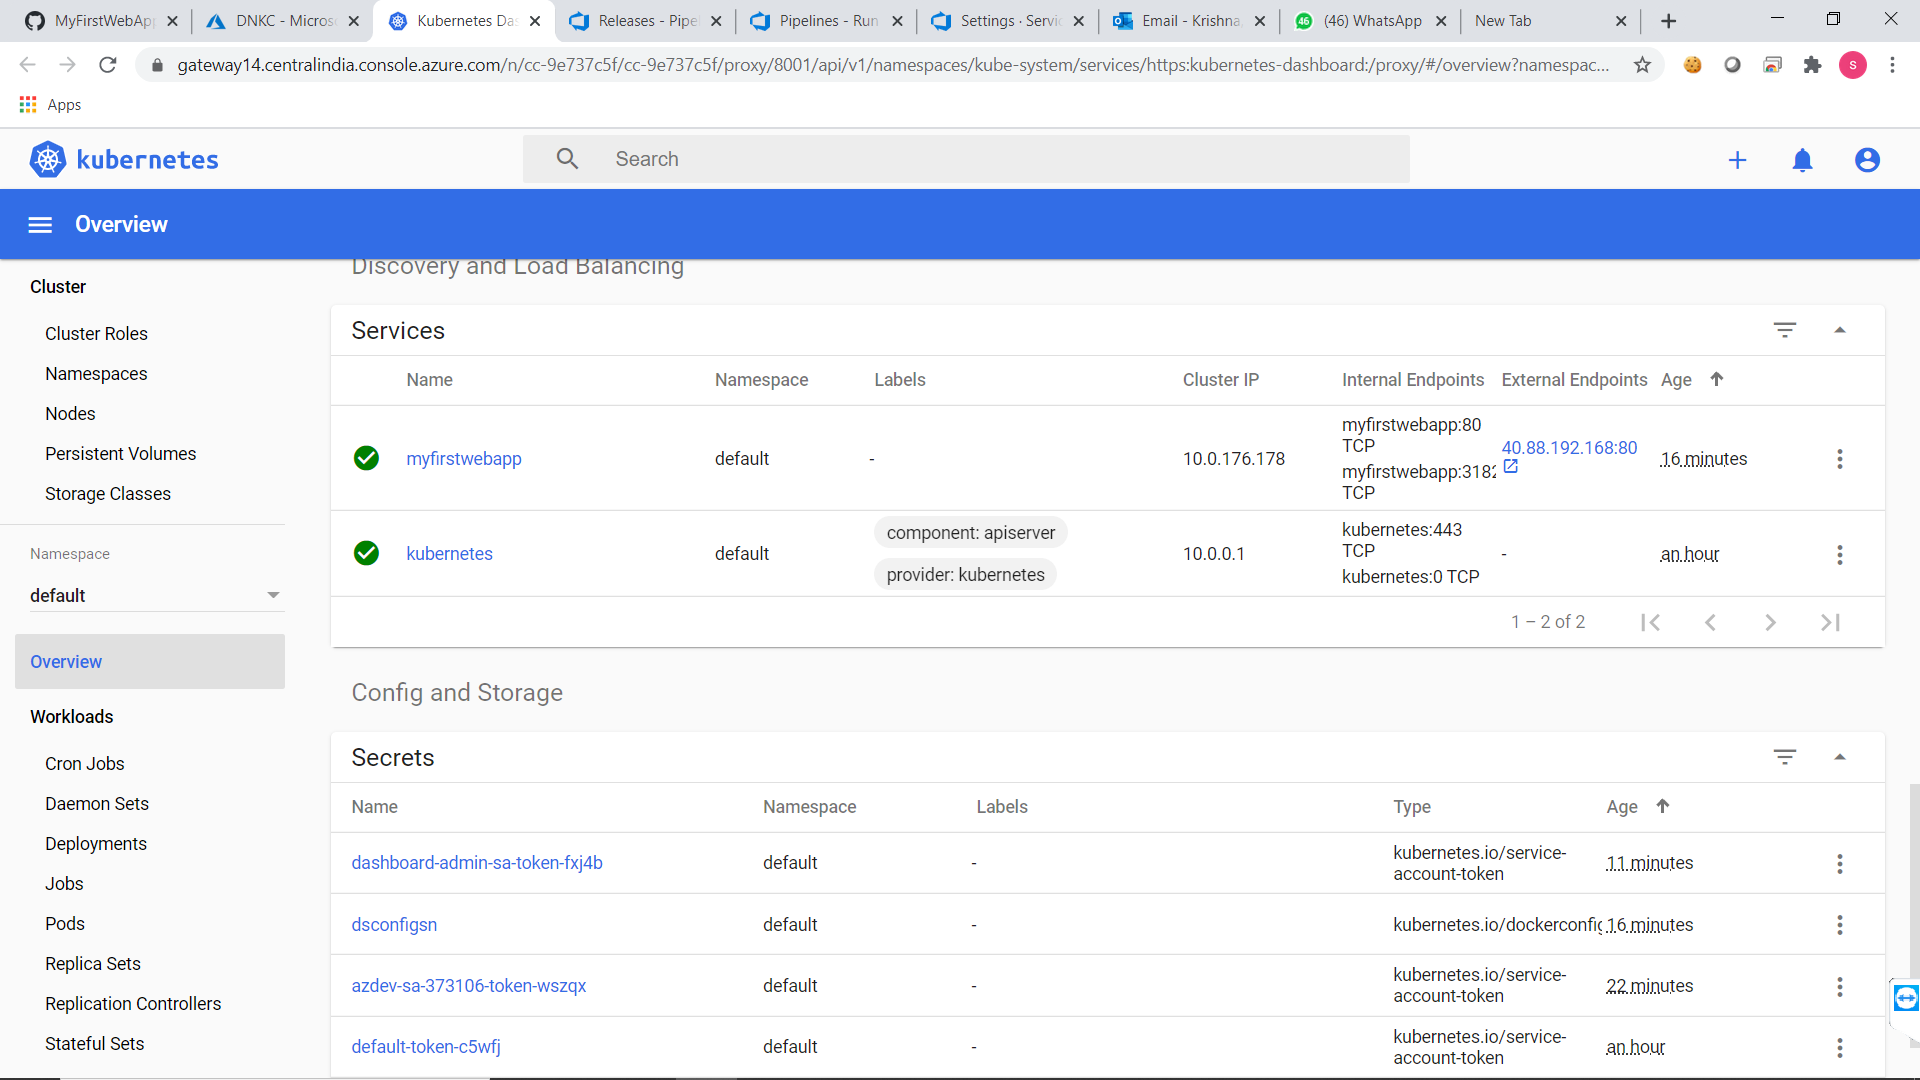 MyFirstWebApp
DNKC - Microso
Kubernetes Das
Releases - Pipel
Pipelines - Run
Settings · Servic
Email - Krishna,
46
(46) WhatsApp
New Tab
gateway14.centralindia.console.azure.com/n/cc-9e737c5f/cc-9e737c5f/proxy/8001/api/v1/namespaces/kube-system/services/https:kubernetes-dashboard:/proxy/#/overview?namespac...
S
Apps
kubernetes
Search
Overview
Cluster
Cluster Roles
Namespaces
Nodes
Persistent Volumes
Storage Classes
Namespace
default
Overview
Workloads
Cron Jobs
Daemon Sets
Deployments
Jobs
Pods
Replica Sets
Replication Controllers
Stateful Sets
Discovery and Load Balancing
Services
Name Namespace Labels Cluster IP Internal Endpoints External Endpoints Age
myfirstwebapp default - 10.0.176.178 myfirstwebapp:80 TCP myfirstwebapp:3182 TCP 40.88.192.168:80 16 minutes
kubernetes default component: apiserver provider: kubernetes 10.0.0.1 kubernetes:443 TCP kubernetes:0 TCP - an hour
1 – 2 of 2
Config and Storage
Secrets
Name Namespace Labels Type Age
dashboard-admin-sa-token-fxj4b default - kubernetes.io/service-account-token 11 minutes
dsconfigsn default - kubernetes.io/dockerconfig 16 minutes
azdev-sa-373106-token-wszqx default - kubernetes.io/service-account-token 22 minutes
default-token-c5wfj default - kubernetes.io/service-account-token an hour